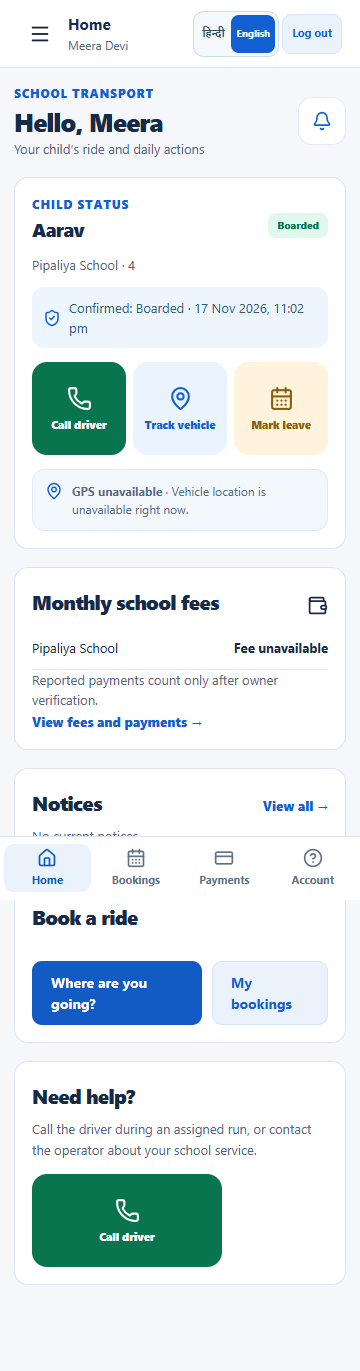 Home
Meera Devi
हिन्दी
English
Log out
SCHOOL TRANSPORT
Hello, Meera
Your child's ride and daily actions
CHILD STATUS
Aarav
Boarded
Pipaliya School · 4
Confirmed: Boarded · 17 Nov 2026, 11:02
pm
Call driver
Track vehicle
Mark leave
GPS unavailable · Vehicle location is
unavailable right now.
Monthly school fees
Pipaliya School
Fee unavailable
Reported payments count only after owner
verification.
View fees and payments →
Notices
View all →
No current notices
Home
Bookings
Payments
Account
Book a ride
Where are you
going?
My
bookings
Need help?
Call the driver during an assigned run, or contact
the operator about your school service.
Call driver